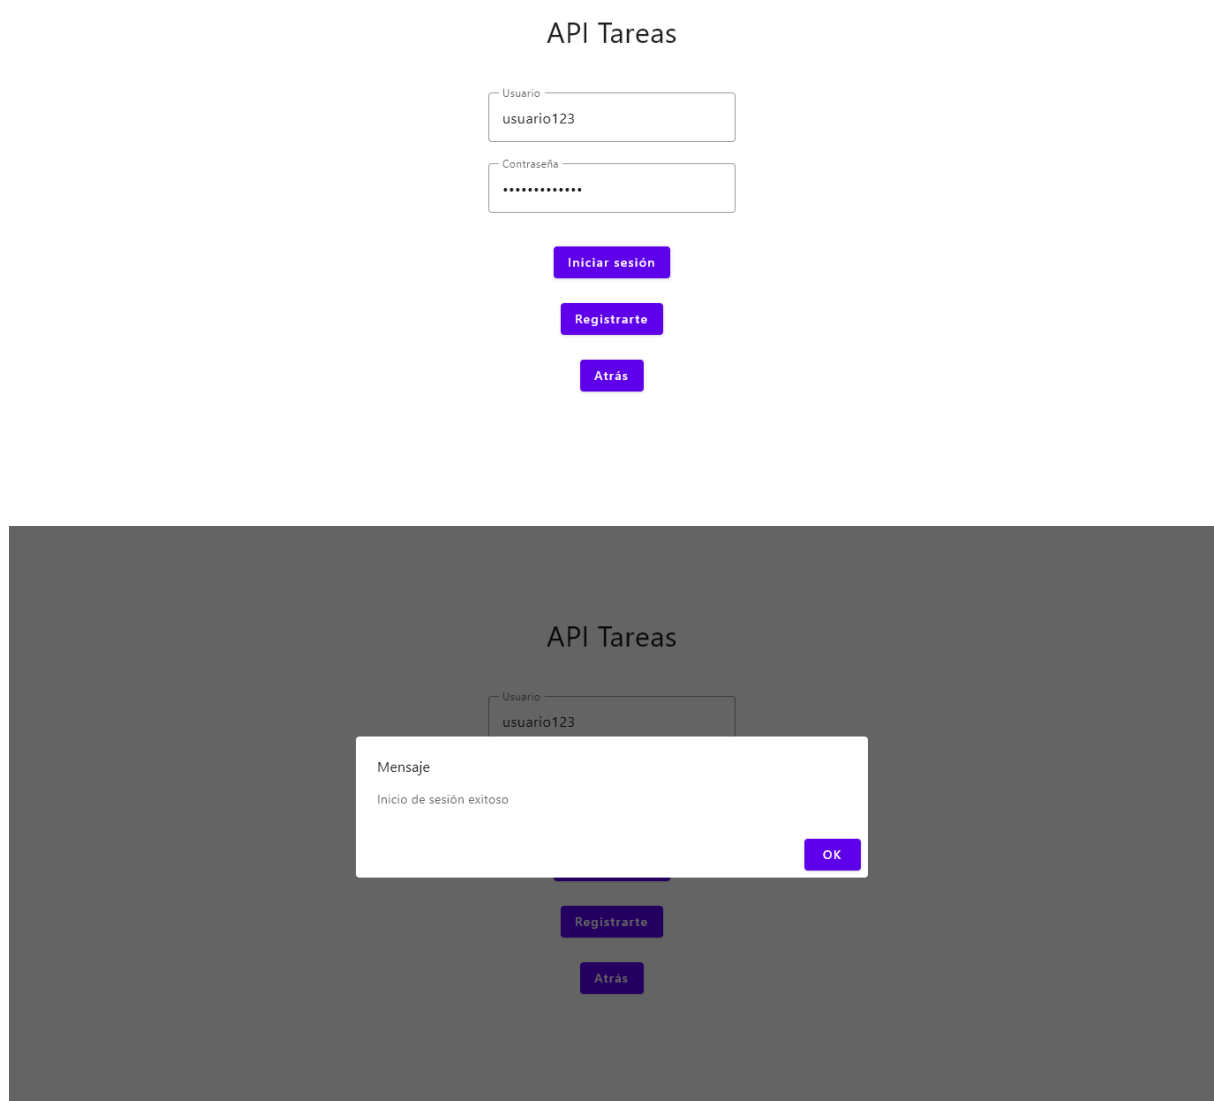 API Tareas
Usuario
usuario123
Contraseña
•••••••••••••
Iniciar sesión
Registrarte
Atrás
API Tareas
Usuario
usuario123
Mensaje
Inicio de sesión exitoso
OK
Registrarte
Atrás